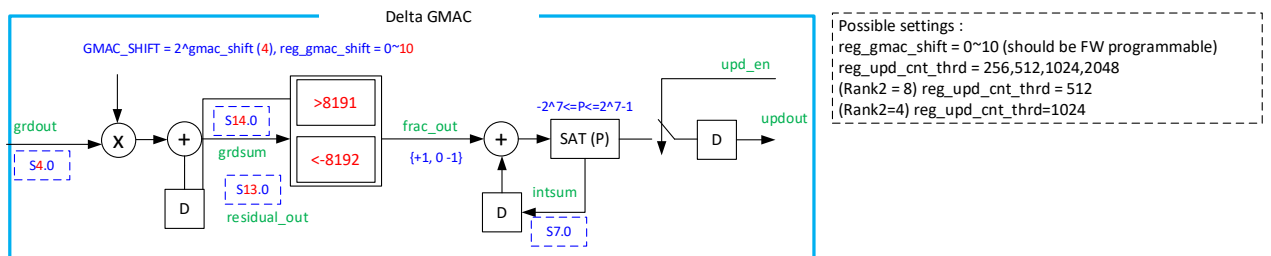 Delta GMAC
GMAC_SHIFT = 2^gmac_shift (4), reg_gmac_shift = 0~10
grdout
S4.0
X
+
D
S14.0
grdsum
S13.0
residual_out
>8191
<-8192
frac_out
{+1, 0 -1}
+
-2^7<=P<=2^7-1
SAT (P)
D
intsum
S7.0
upd_en
D
updout
Possible settings :
reg_gmac_shift = 0~10 (should be FW programmable)
reg_upd_cnt_thrd = 256,512,1024,2048
(Rank2 = 8) reg_upd_cnt_thrd = 512
(Rank2=4) reg_upd_cnt_thrd=1024